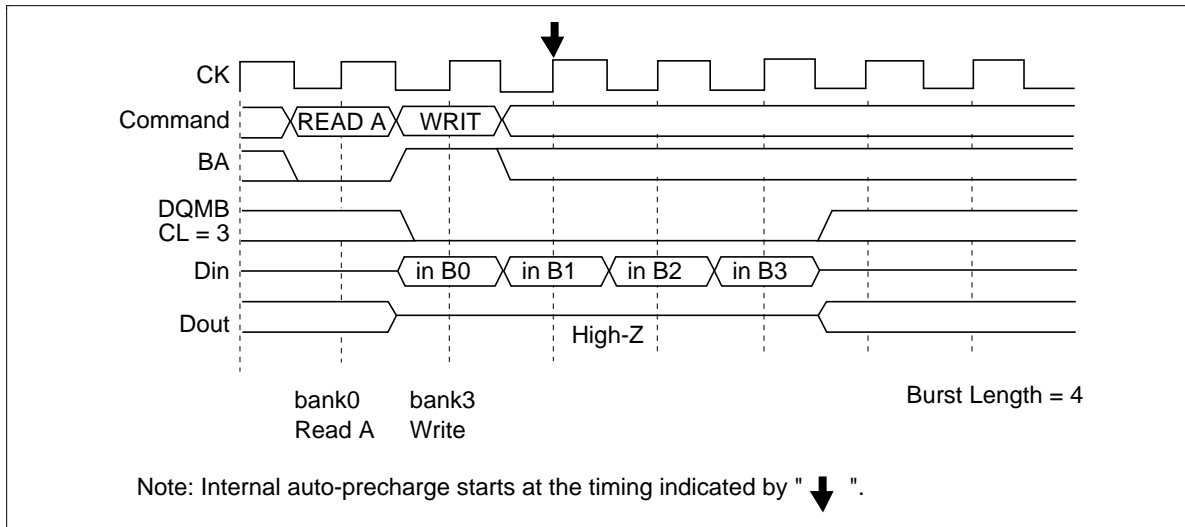 CK
Command READ A WRIT
BA
DQMB
CL = 3
Din in B0 in B1 in B2 in B3
Dout High-Z
bank0 bank3 Burst Length = 4
Read A Write
Note: Internal auto-precharge starts at the timing indicated by " ".